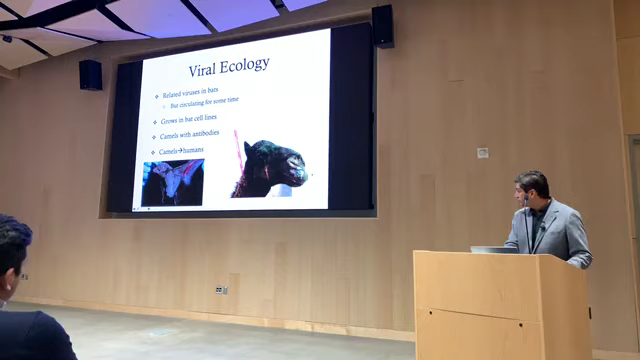 Viral Ecology
Related viruses in bats
But circulating for some time
Grows in bat cell lines
Camels with antibodies
Camels→humans